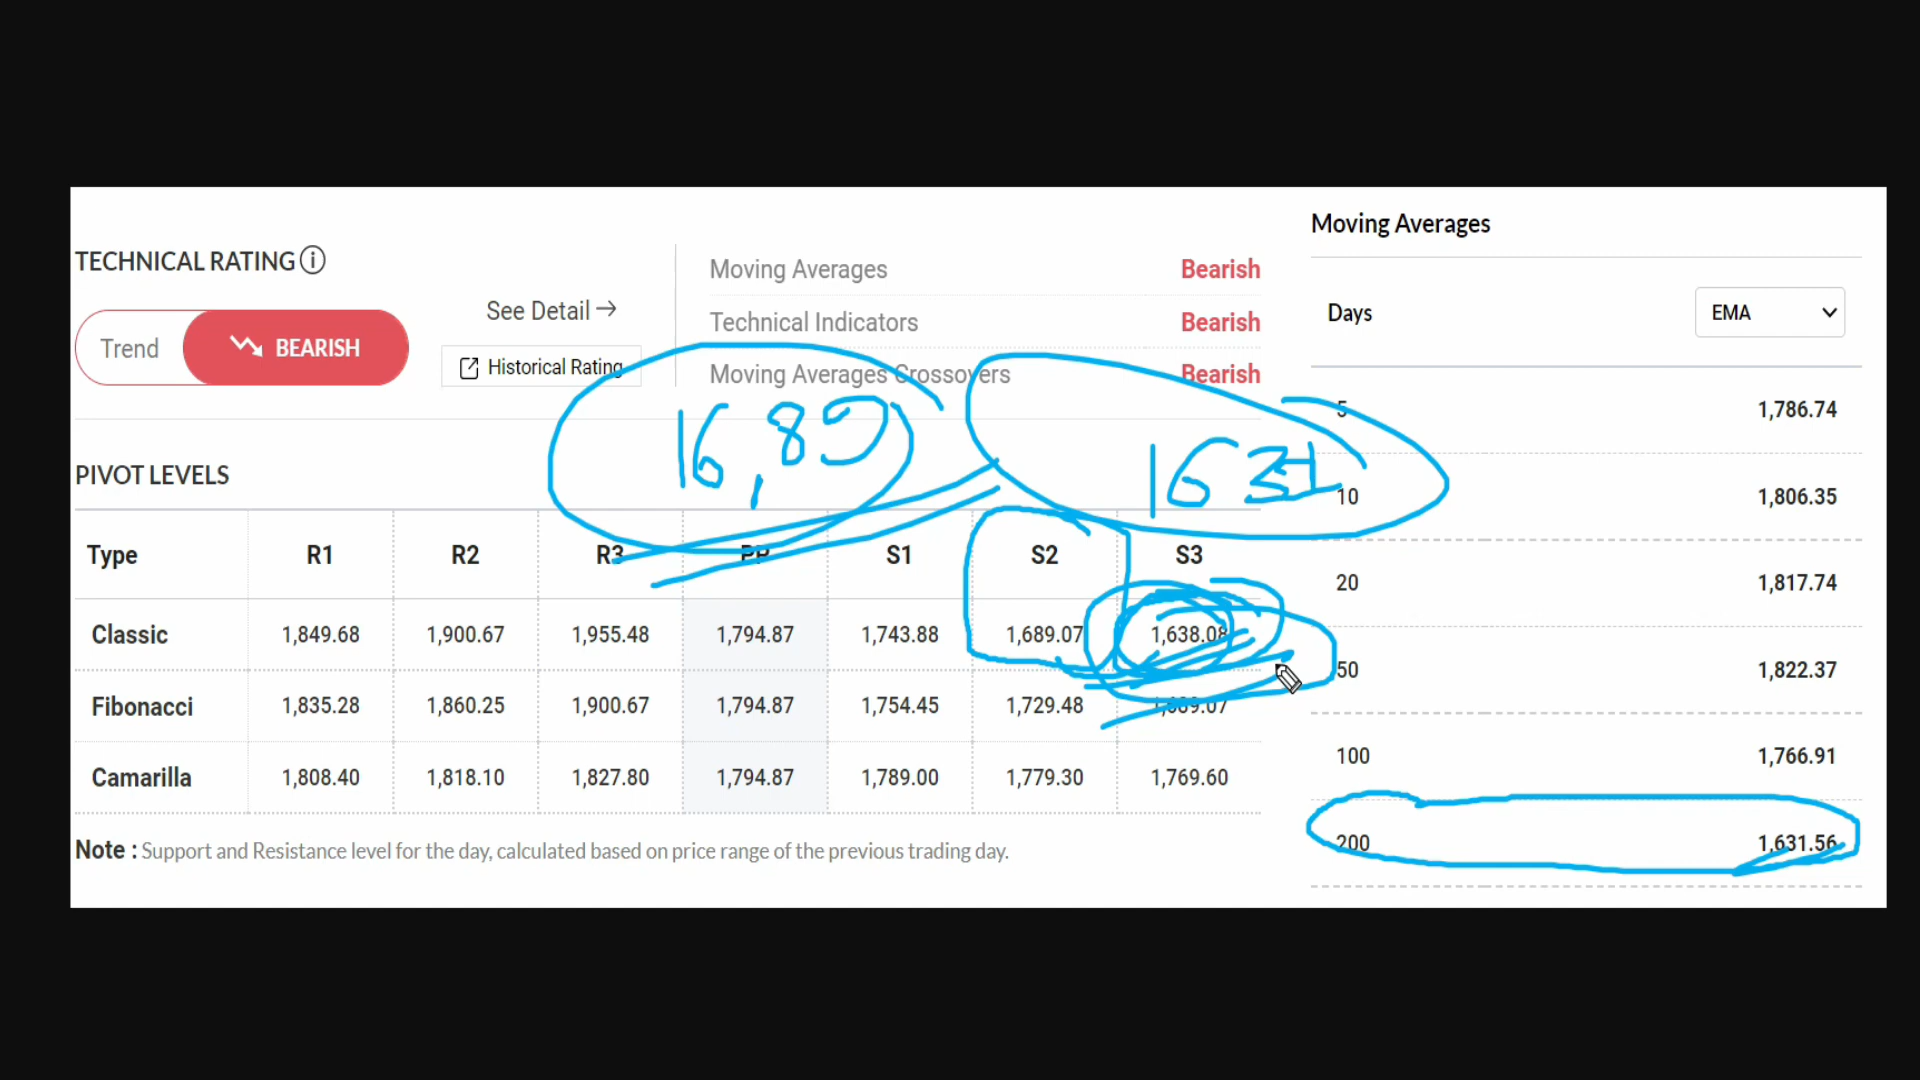 TECHNICAL RATING
Trend BEARISH
See Detail →
Historical Rating
Moving Averages Bearish
Technical Indicators Bearish
Moving Averages Crossovers Bearish
16,89
1631
PIVOT LEVELS
Type R1 R2 R3 PP S1 S2 S3
Classic 1,849.68 1,900.67 1,955.48 1,794.87 1,743.88 1,689.07 1,638.08
Fibonacci 1,835.28 1,860.25 1,900.67 1,794.87 1,754.45 1,729.48 1,689.07
Camarilla 1,808.40 1,818.10 1,827.80 1,794.87 1,789.00 1,779.30 1,769.60
Note : Support and Resistance level for the day, calculated based on price range of the previous trading day.
Moving Averages
Days EMA
5 1,786.74
10 1,806.35
20 1,817.74
50 1,822.37
100 1,766.91
200 1,631.56